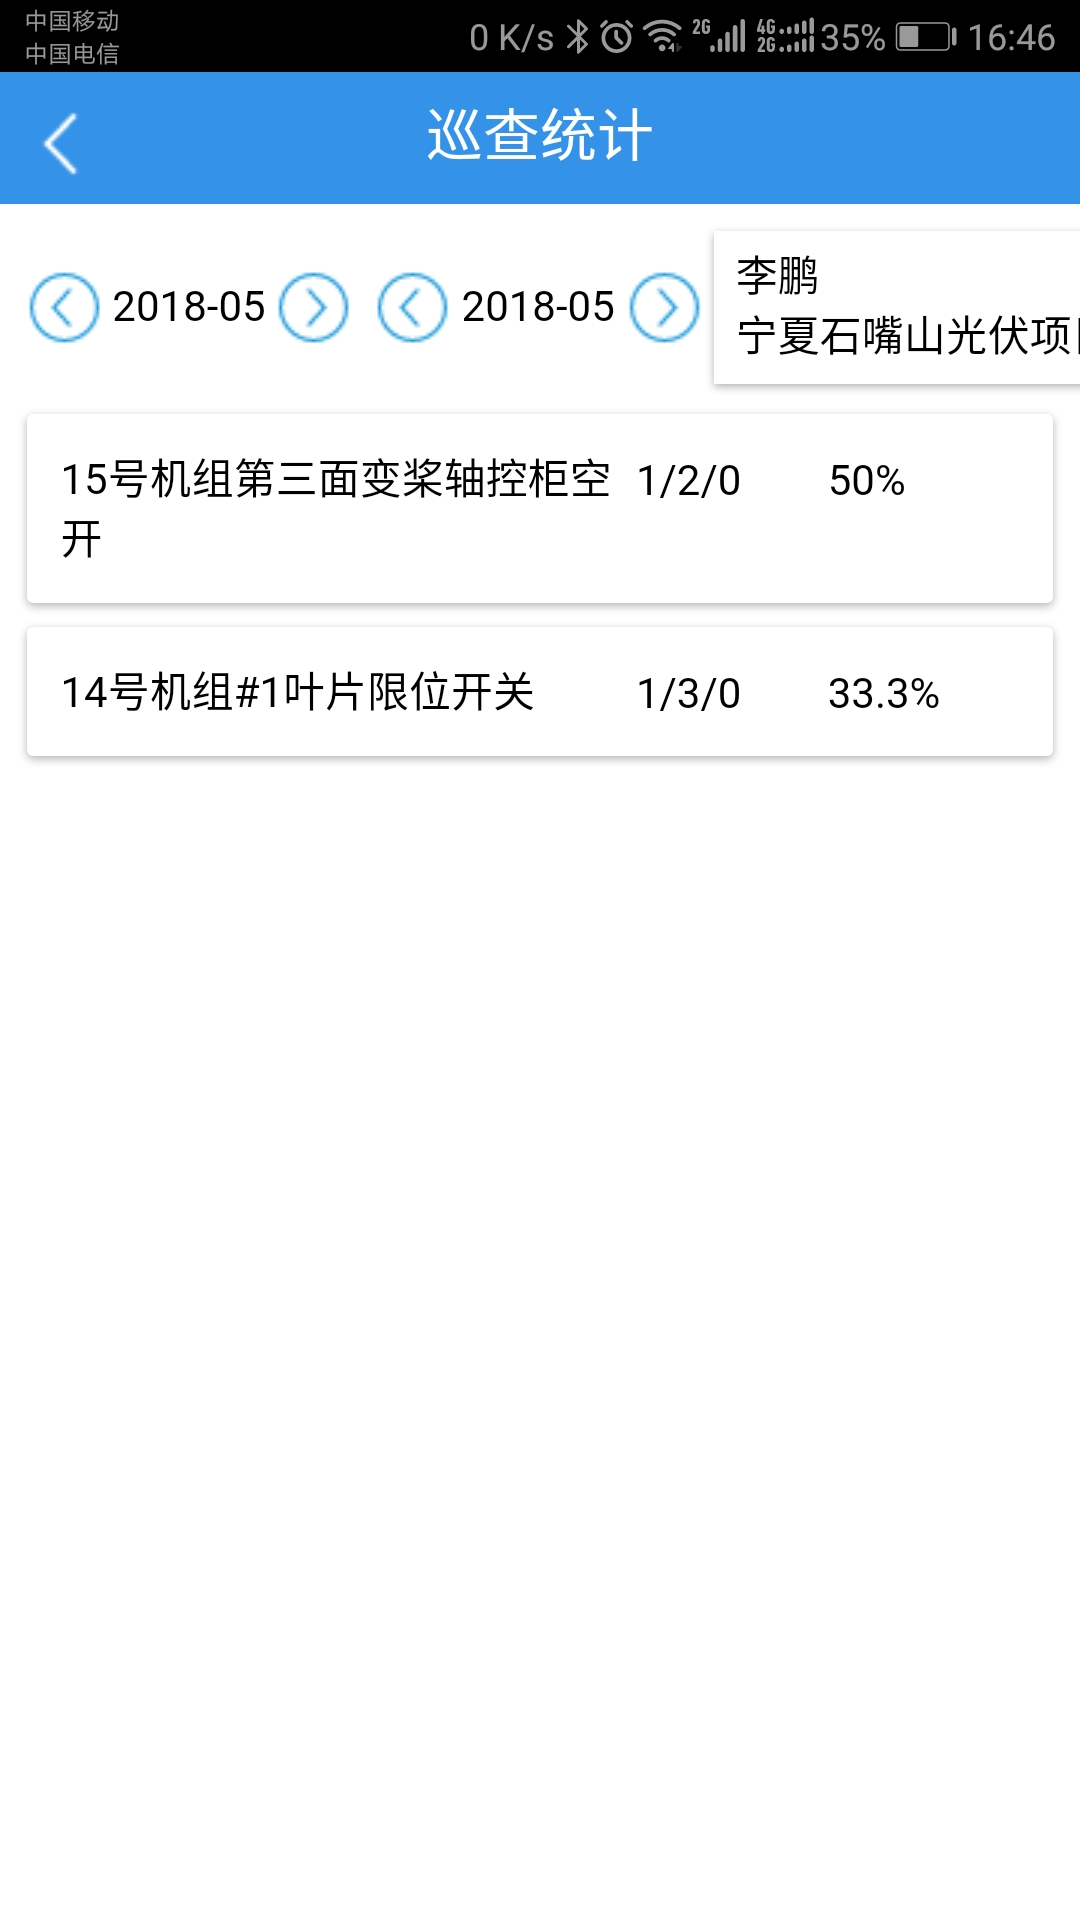 中国移动
中国电信
0 K/s 2G 4G 2G 35% 16:46
巡查统计
2018-05 2018-05
李鹏
宁夏石嘴山光伏项
15号机组第三面变桨轴控柜空 1/2/0 50%
开
14号机组#1叶片限位开关 1/3/0 33.3%